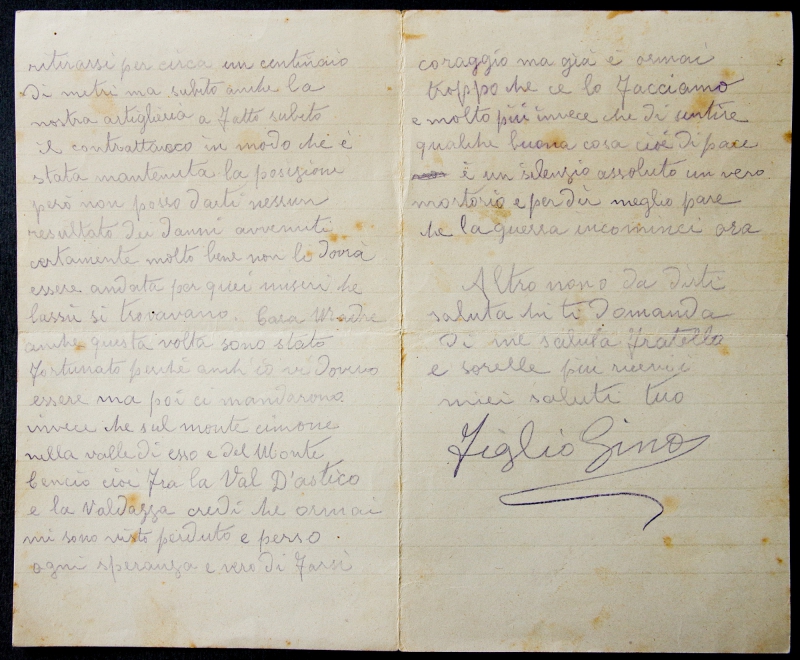 ritirarsi per circa un centinaio
di metri ma subito anche la
nostra artiglieria a fatto subito
il contrattacco in modo che è
stata mantenuta la posizione
però non posso darti nessun
resultato dei danni avvenuti
certamente molto bene non lo dovrà
essere andata per quei miseri che
lassù si trovavano. Cara Madre
anche questa volta sono stato
fortunato perché anch'io vi dovevo
essere ma poi ci mandarono
invece che sul monte cimone
nella valle di esso e del Monte
Cencio cioè fra la Val D'astico
e la Valdazza credi che ormai
mi sono visto perduto e perso
ogni speranza e vero di farsi
coraggio ma già è ormai
troppo che ce lo facciamo
e molto più invece che di sentire
qualche buona cosa cioè di pace
è un silenzio assoluto un vero
mortorio e per dir meglio pare
che la guerra incominci ora
Altro nono da dirti
saluta chi ti domanda
di me saluta fratello
e sorelle più ricevi
miei saluti tuo
figlio Gino